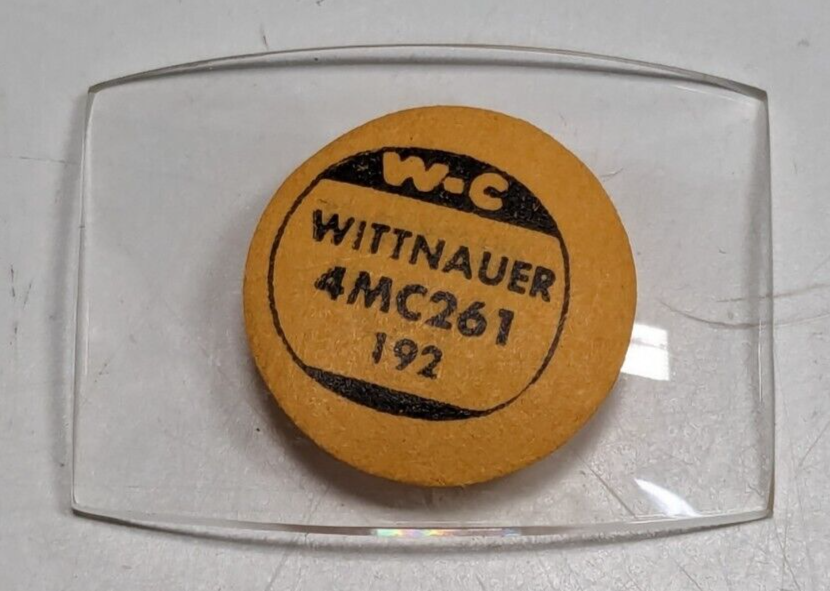 W-C
WITTNAUER
4MC261
192